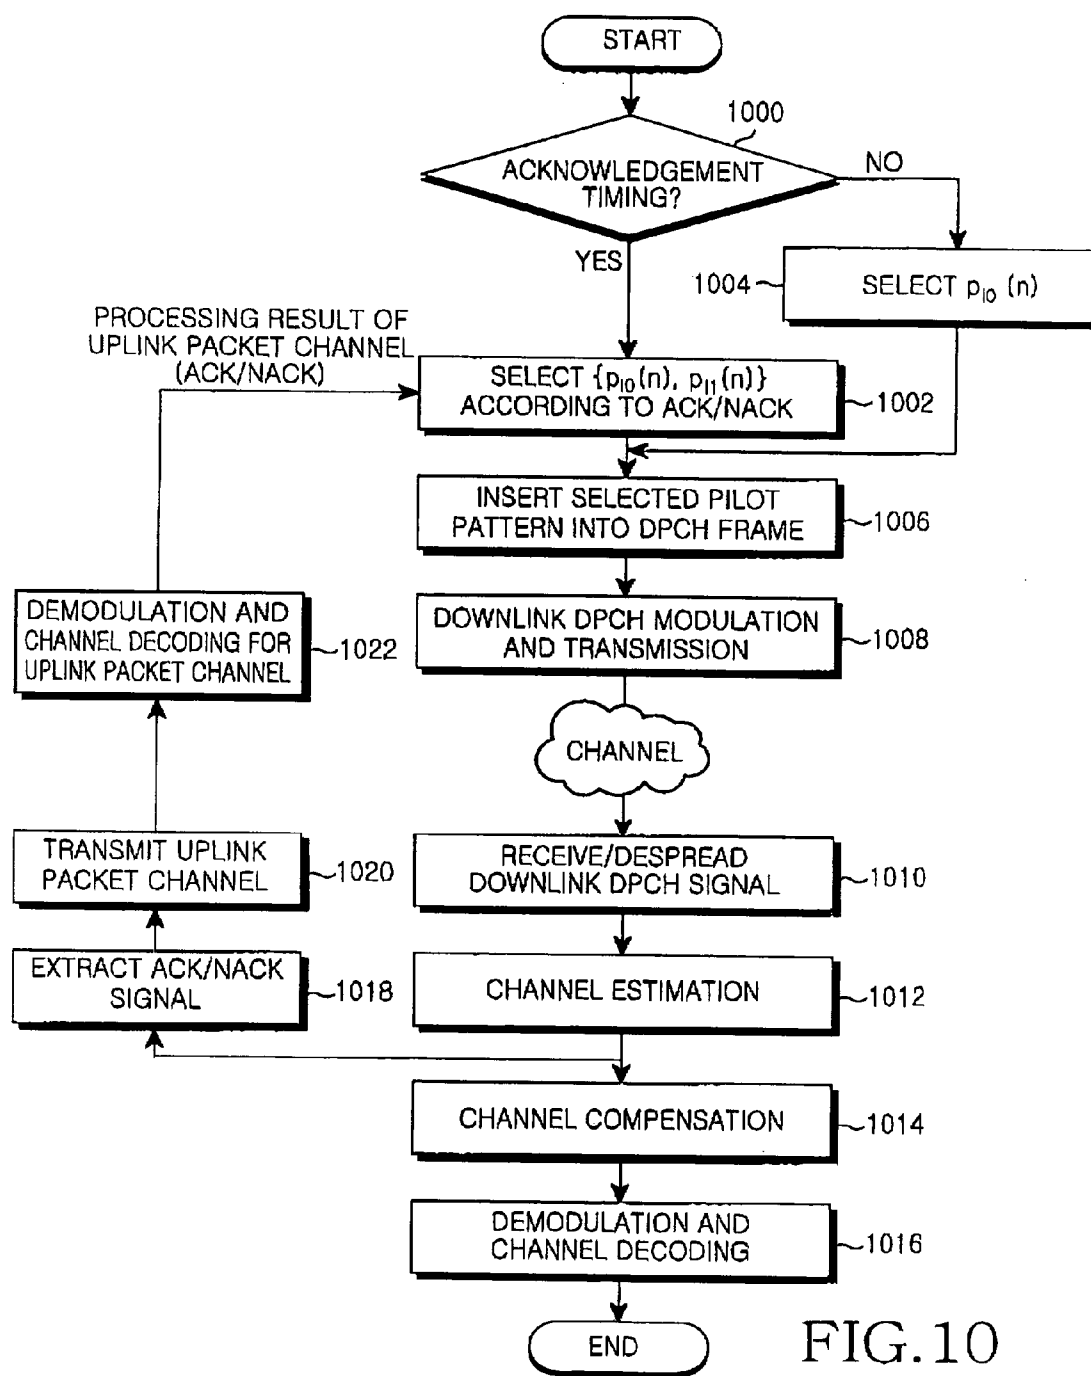 START
1000
ACKNOWLEDGEMENT
TIMING?
NO
YES
1004
SELECT p_I0 (n)
PROCESSING RESULT OF
UPLINK PACKET CHANNEL
(ACK/NACK)
SELECT {p_I0(n), p_I1(n)}
ACCORDING TO ACK/NACK
1002
INSERT SELECTED PILOT
PATTERN INTO DPCH FRAME
1006
DEMODULATION AND
CHANNEL DECODING FOR
UPLINK PACKET CHANNEL
1022
DOWNLINK DPCH MODULATION
AND TRANSMISSION
1008
CHANNEL
TRANSMIT UPLINK
PACKET CHANNEL
1020
RECEIVE/DESPREAD
DOWNLINK DPCH SIGNAL
1010
EXTRACT ACK/NACK
SIGNAL
1018
CHANNEL ESTIMATION
1012
CHANNEL COMPENSATION
1014
DEMODULATION AND
CHANNEL DECODING
1016
END
FIG.10